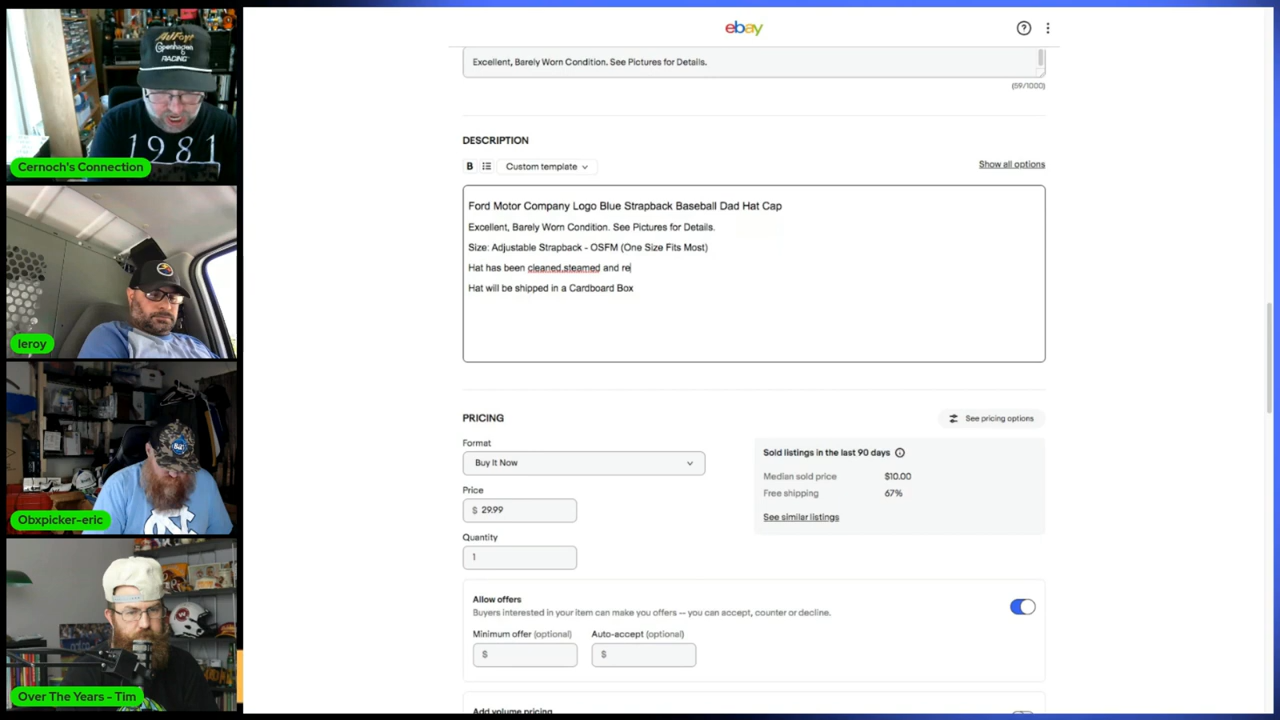 AJ Foyt
Copenhagen
RACING
1981
Cernoch's Connection
leroy
Obxpicker-eric
Over The Years - Tim
ebay
Excellent, Barely Worn Condition. See Pictures for Details.
(59/1000)
DESCRIPTION
B
Custom template
Show all options
Ford Motor Company Logo Blue Strapback Baseball Dad Hat Cap
Excellent, Barely Worn Condition. See Pictures for Details.
Size: Adjustable Strapback - OSFM (One Size Fits Most)
Hat has been cleaned,steamed and re
Hat will be shipped in a Cardboard Box
PRICING
See pricing options
Format
Buy It Now
Price
$ 29.99
Quantity
1
Sold listings in the last 90 days
Median sold price $10.00
Free shipping 67%
See similar listings
Allow offers
Buyers interested in your item can make you offers -- you can accept, counter or decline.
Minimum offer (optional)
Auto-accept (optional)
$
$
Add volume pricing